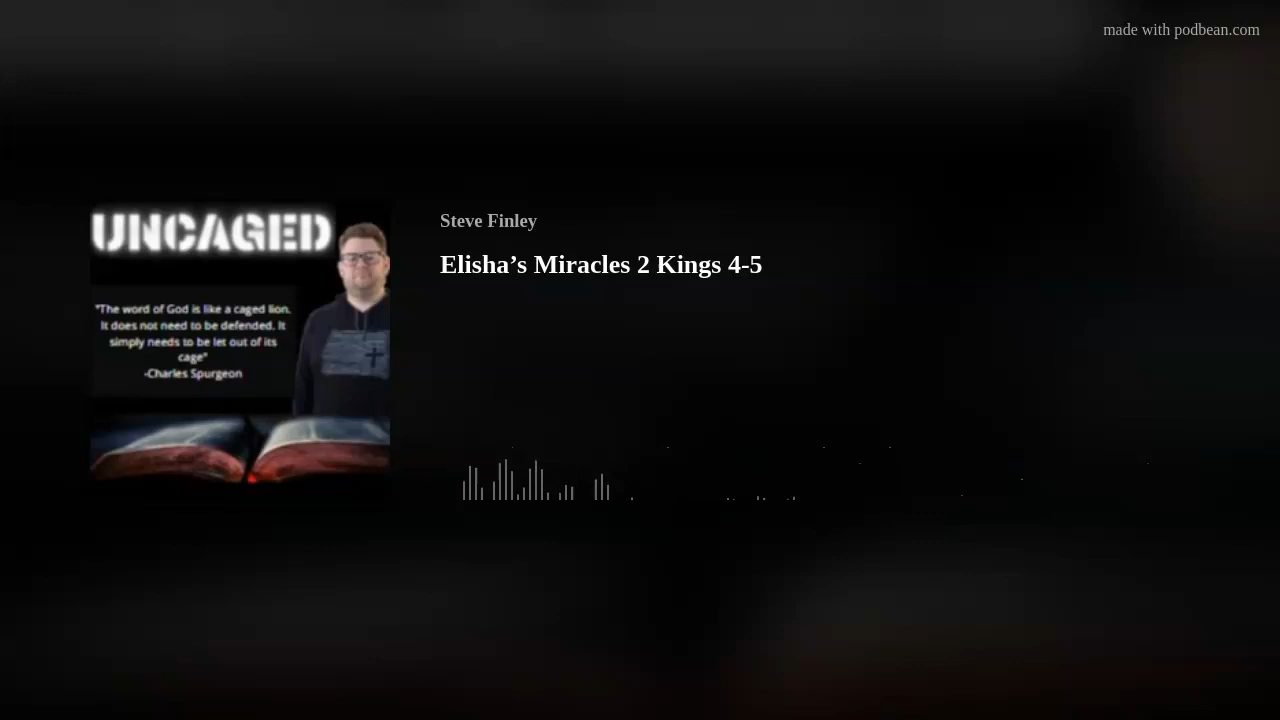 made with podbean.com
UNCAGED
"The word of God is like a caged lion.
It does not need to be defended. It
simply needs to be let out of its
cage"
-Charles Spurgeon
Steve Finley
Elisha’s Miracles 2 Kings 4-5